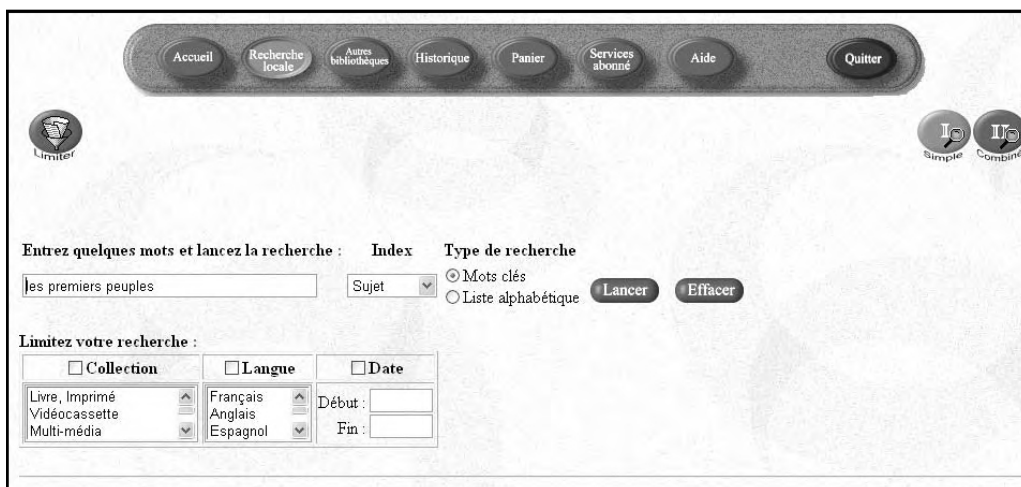 Accueil
Recherche
locale
Autres
bibliothèques
Historique
Panier
Services
abonné
Aide
Quitter
Limiter
I
Simple
II
Combiné
Entrez quelques mots et lancez la recherche : Index Type de recherche
les premiers peuples Sujet Mots clés
Liste alphabétique
Lancer Effacer
Limitez votre recherche :
Collection Langue Date
Livre, Imprimé Français Début :
Vidéocassette Anglais
Multi-média Espagnol Fin :